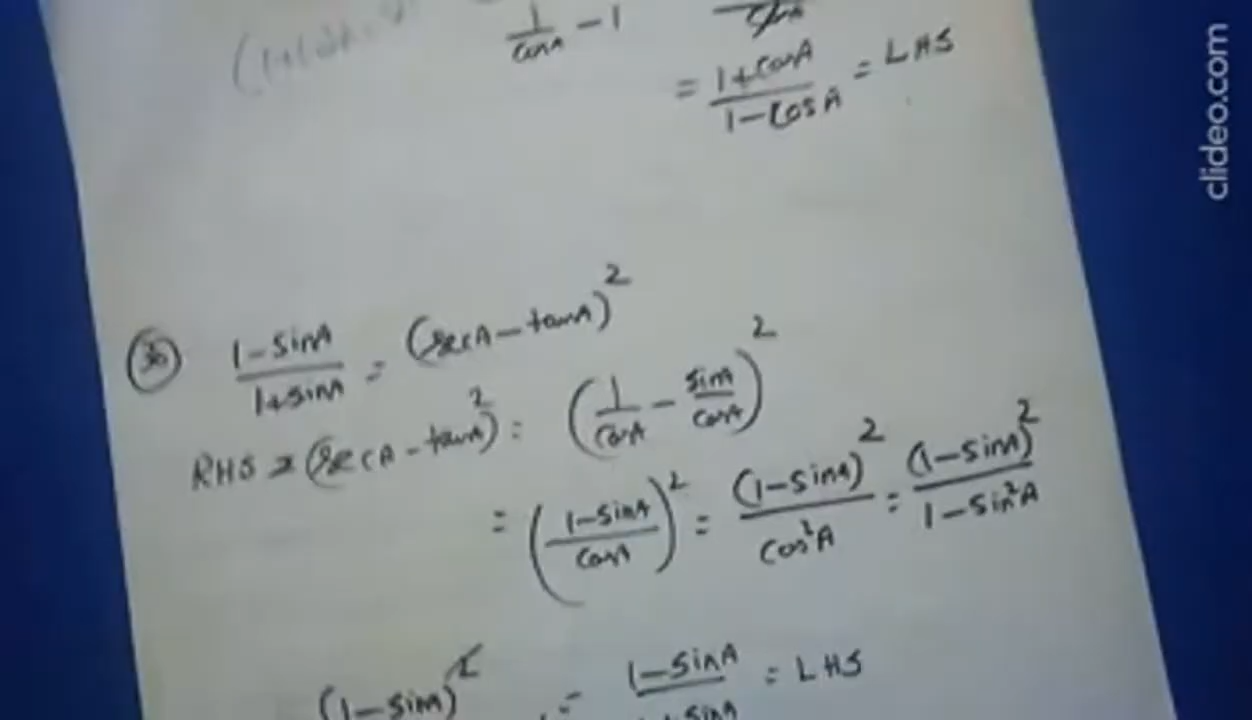 1/cosA - 1
= 1+cosA/1-cosA = LHS
36 1-sinA/1+sinA = (secA-tanA)²
RHS = (secA-tanA)² = (1/cosA - sinA/cosA)²
= (1-sinA/cosA)² = (1-sinA)²/cos²A = (1-sinA)²/1-sin²A
(1-sinA)² = 1-sinA/1+sinA = LHS
clideo.com